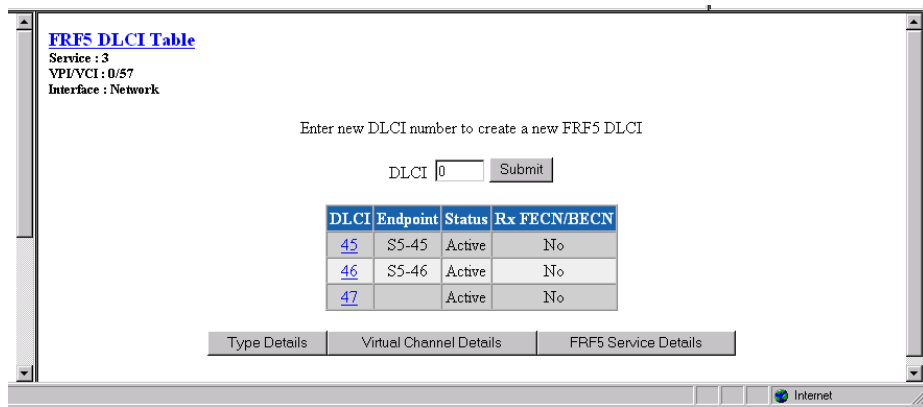 FRF5 DLCI Table
Service : 3
VPI/VCI : 0/57
Interface : Network
Enter new DLCI number to create a new FRF5 DLCI
DLCI 0 Submit
DLCI Endpoint Status Rx FECN/BECN
45 S5-45 Active No
46 S5-46 Active No
47 Active No
Type Details Virtual Channel Details FRF5 Service Details
Internet